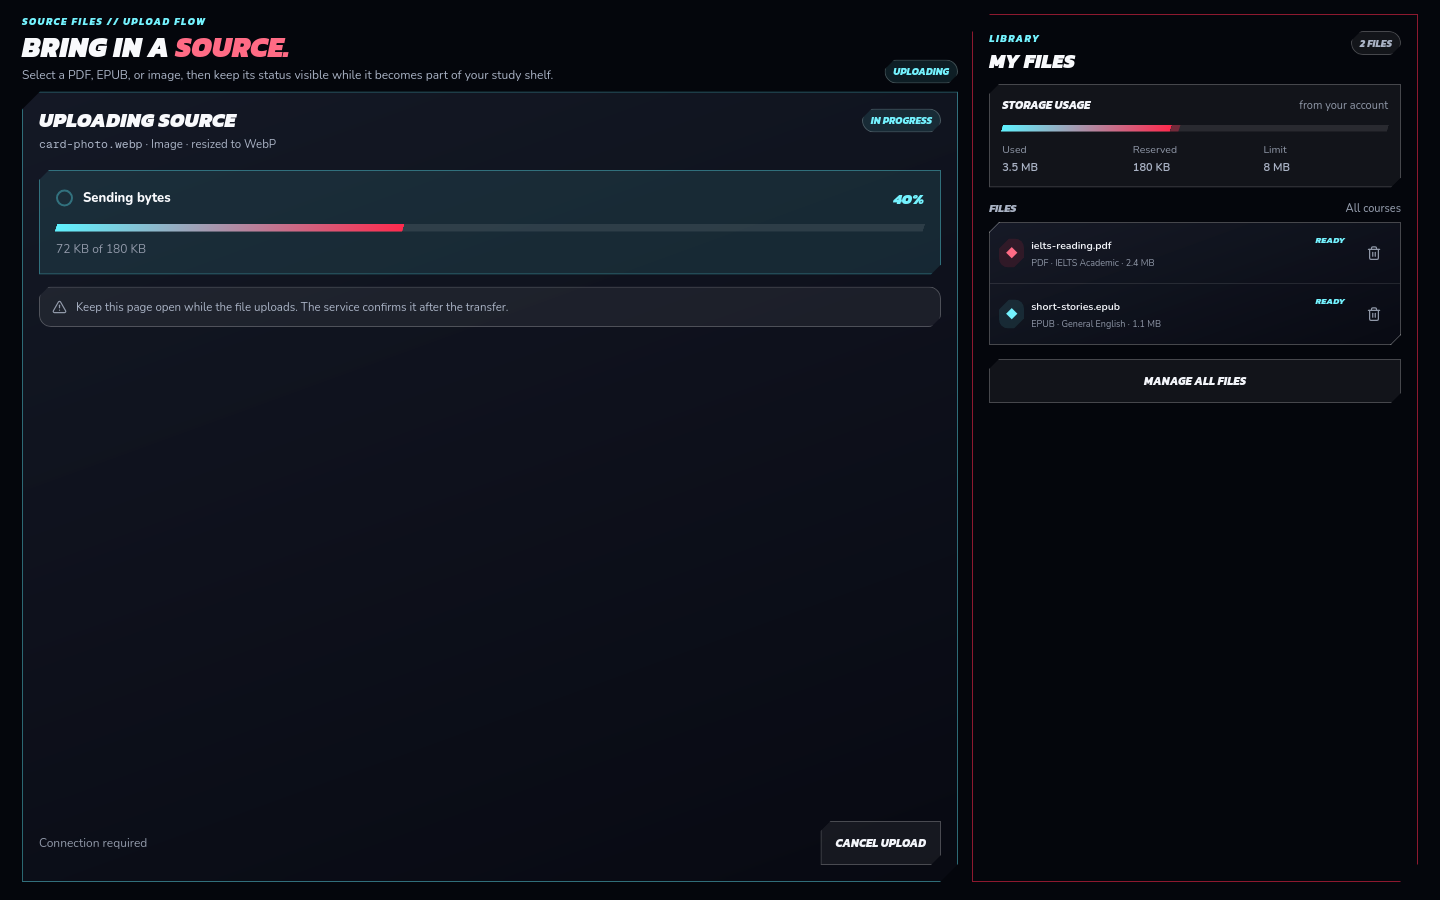 SOURCE FILES // UPLOAD FLOW
BRING IN A SOURCE.
Select a PDF, EPUB, or image, then keep its status visible while it becomes part of your study shelf.
UPLOADING
UPLOADING SOURCE
IN PROGRESS
card-photo.webp · Image · resized to WebP
Sending bytes
40%
72 KB of 180 KB
Keep this page open while the file uploads. The service confirms it after the transfer.
Connection required
CANCEL UPLOAD
LIBRARY
MY FILES
2 FILES
STORAGE USAGE
from your account
Used
Reserved
Limit
3.5 MB
180 KB
8 MB
FILES
All courses
ielts-reading.pdf
READY
PDF · IELTS Academic · 2.4 MB
short-stories.epub
READY
EPUB · General English · 1.1 MB
MANAGE ALL FILES